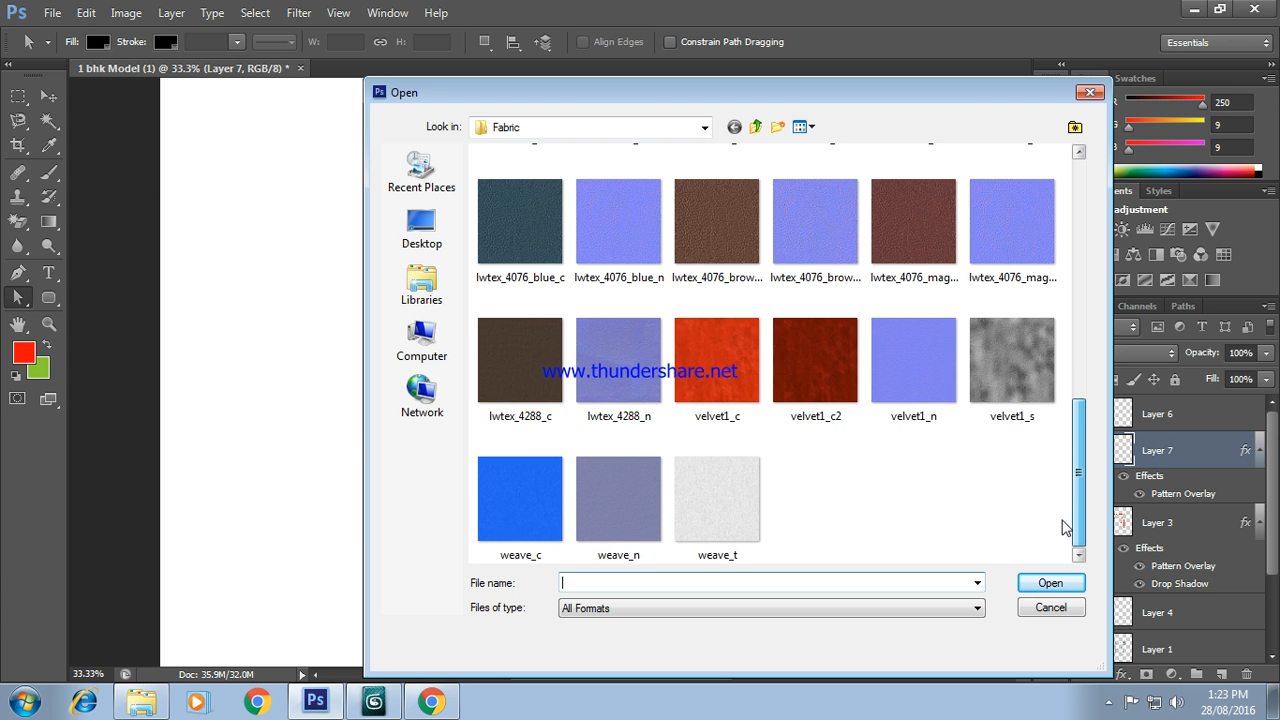 Ps File Edit Image Layer Type Select Filter View Window Help
Fill: Stroke: W: H: Align Edges Constrain Path Dragging Essentials
1 bhk Model (1) @ 33.3% (Layer 7, RGB/8) *
Swatches
Ps Open
R 250
Look in: Fabric
9
9
Recent Places
Desktop
Libraries
Computer
Network
lwtex_4076_blue_c lwtex_4076_blue_n lwtex_4076_brow... lwtex_4076_brow... lwtex_4076_mag... lwtex_4076_mag...
www.thundershare.net
lwtex_4288_c lwtex_4288_n velvet1_c velvet1_c2 velvet1_n velvet1_s
weave_c weave_n weave_t
File name: Open
Files of type: All Formats Cancel
Styles
adjustment
Channels Paths
Opacity: 100%
Fill: 100%
Layer 6
Layer 7 fx
Effects
Pattern Overlay
Layer 3 fx
Effects
Pattern Overlay
Drop Shadow
Layer 4
Layer 1
33.33% Doc: 35.9M/32.0M
fx
Ps
1:23 PM
28/08/2016